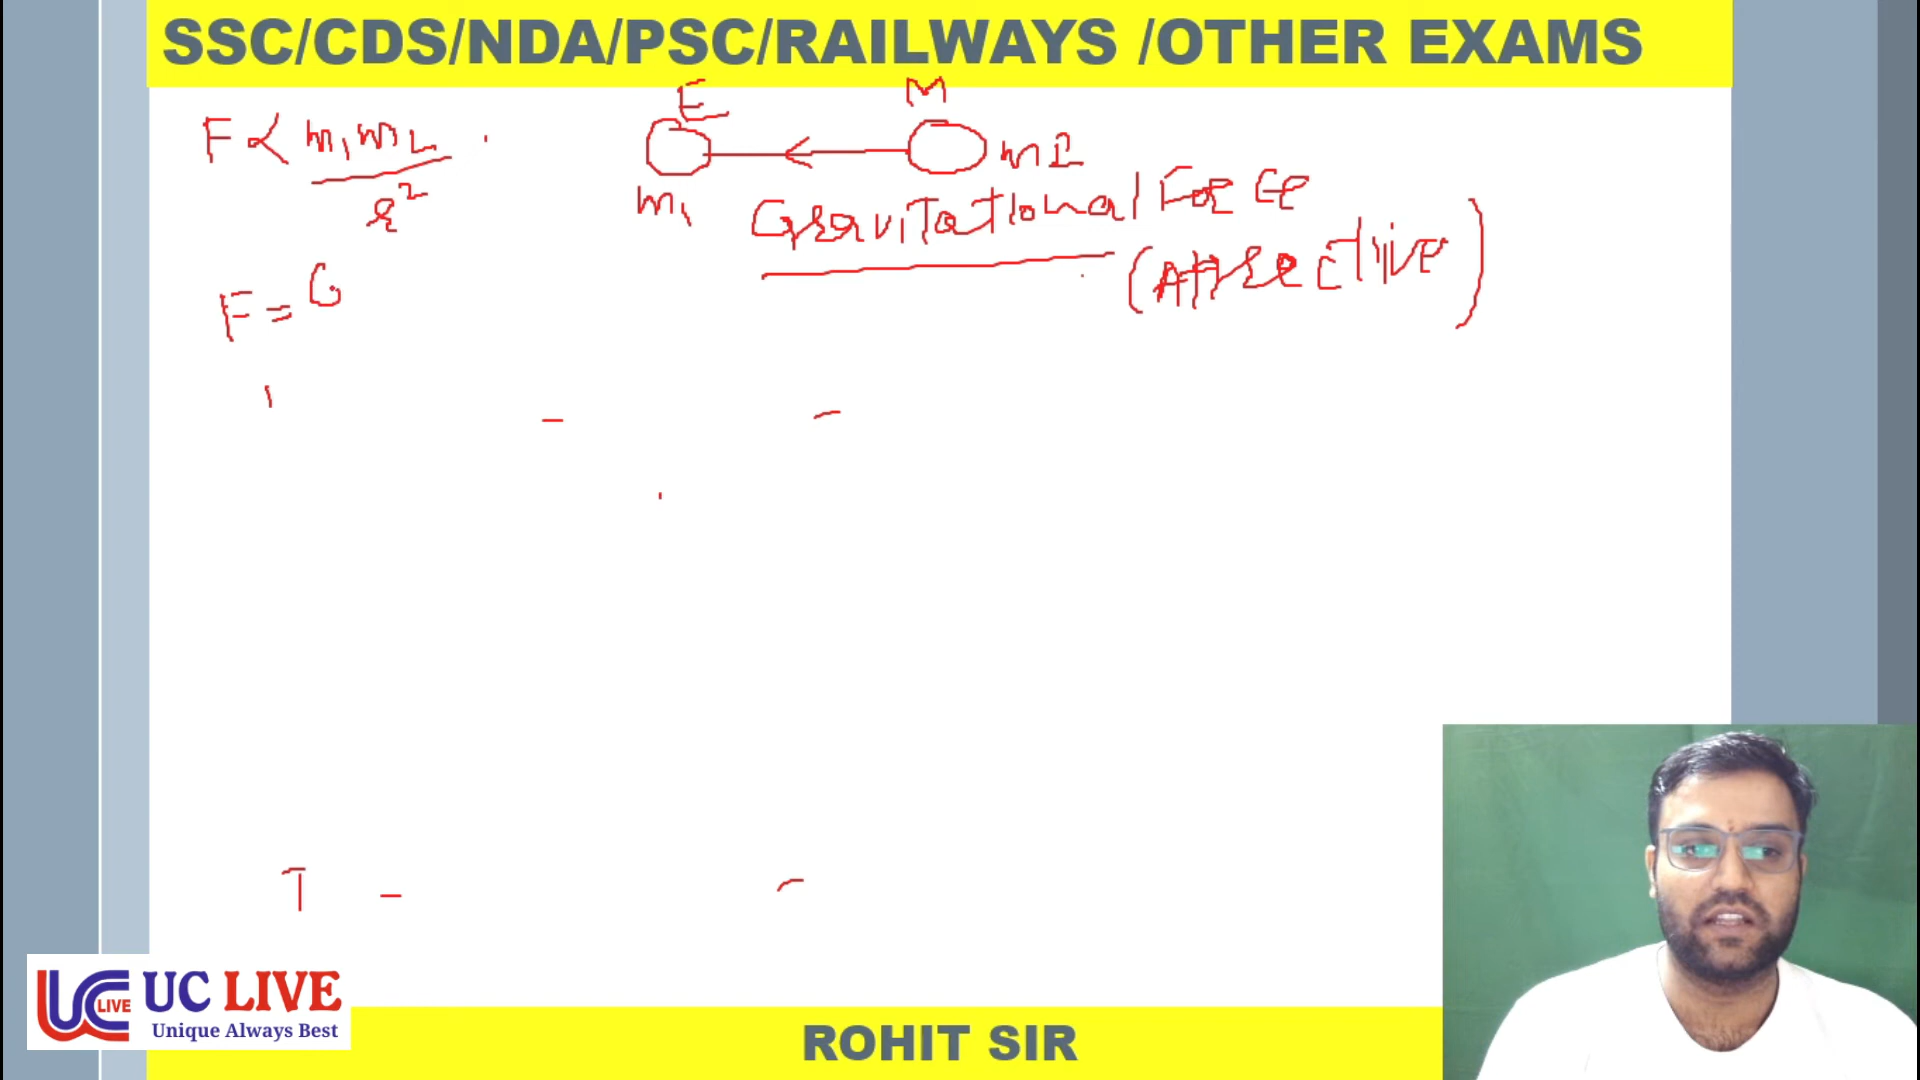 SSC/CDS/NDA/PSC/RAILWAYS /OTHER EXAMS
E M
F ∝ m1m2 / r²
m1 m2
Gravitational Force
(Attractive)
F = G
LIVE UC LIVE
Unique Always Best
ROHIT SIR